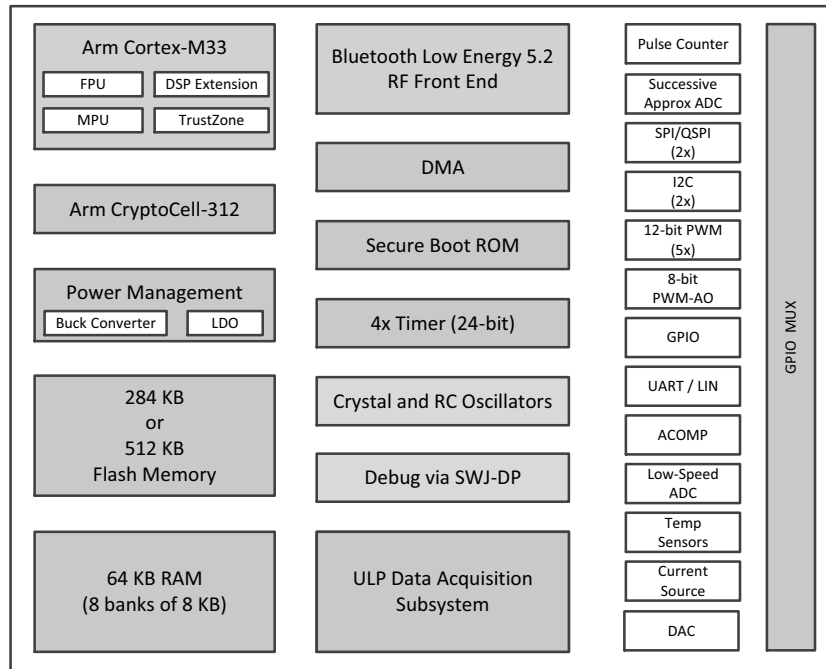 Arm Cortex-M33
FPU
DSP Extension
MPU
TrustZone
Arm CryptoCell-312
Power Management
Buck Converter
LDO
284 KB
or
512 KB
Flash Memory
64 KB RAM
(8 banks of 8 KB)
Bluetooth Low Energy 5.2
RF Front End
DMA
Secure Boot ROM
4x Timer (24-bit)
Crystal and RC Oscillators
Debug via SWJ-DP
ULP Data Acquisition
Subsystem
Pulse Counter
Successive
Approx ADC
SPI/QSPI
(2x)
I2C
(2x)
12-bit PWM
(5x)
8-bit
PWM-AO
GPIO
UART / LIN
ACOMP
Low-Speed
ADC
Temp
Sensors
Current
Source
DAC
GPIO MUX